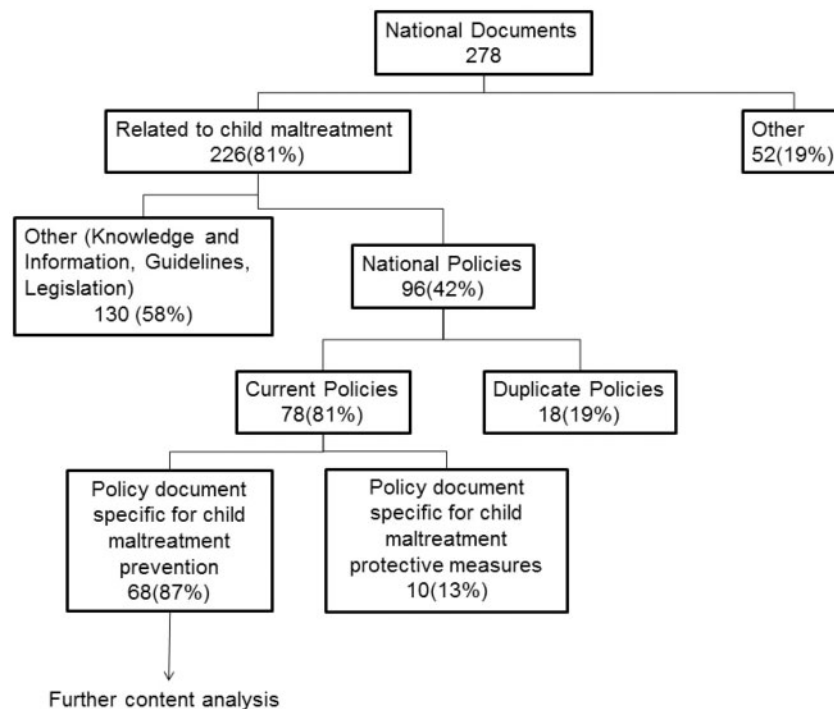 National Documents
278
Related to child maltreatment
226(81%)
Other
52(19%)
Other (Knowledge and
Information, Guidelines,
Legislation)
130 (58%)
National Policies
96(42%)
Current Policies
78(81%)
Duplicate Policies
18(19%)
Policy document
specific for child
maltreatment
prevention
68(87%)
Policy document
specific for child
maltreatment
protective measures
10(13%)
Further content analysis